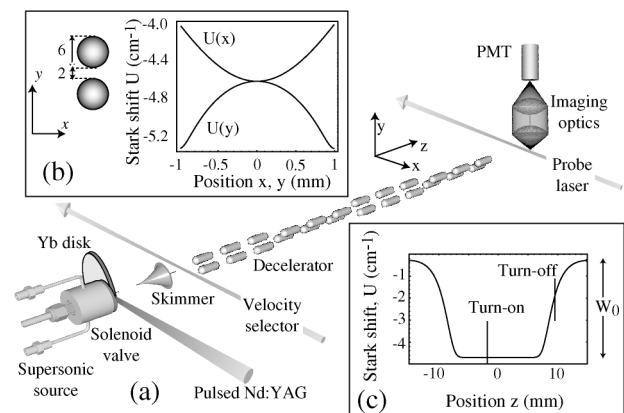 (b)
6
2
y
x
Stark shift U (cm-1)
-4.0
-4.4
-4.8
-5.2
U(x)
U(y)
-1
-0.5
0
0.5
1
Position x, y (mm)
PMT
Imaging
optics
Probe
laser
y
z
x
Yb disk
Skimmer
Decelerator
Velocity
selector
Solenoid
valve
Supersonic
source
(a)
Pulsed Nd:YAG
(c)
Stark shift, U (cm-1)
-1
-2
-3
-4
Turn-off
Turn-on
W0
-10
0
10
Position z (mm)